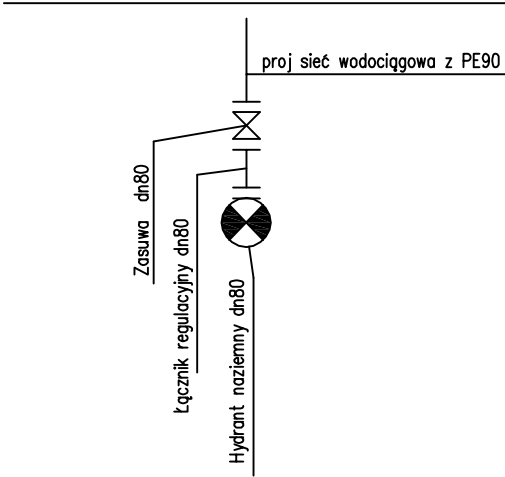 proj sieć wodociągowa z PE90
Zasuwa dn80
Łącznik regulacyjny dn80
Hydrant naziemny dn80